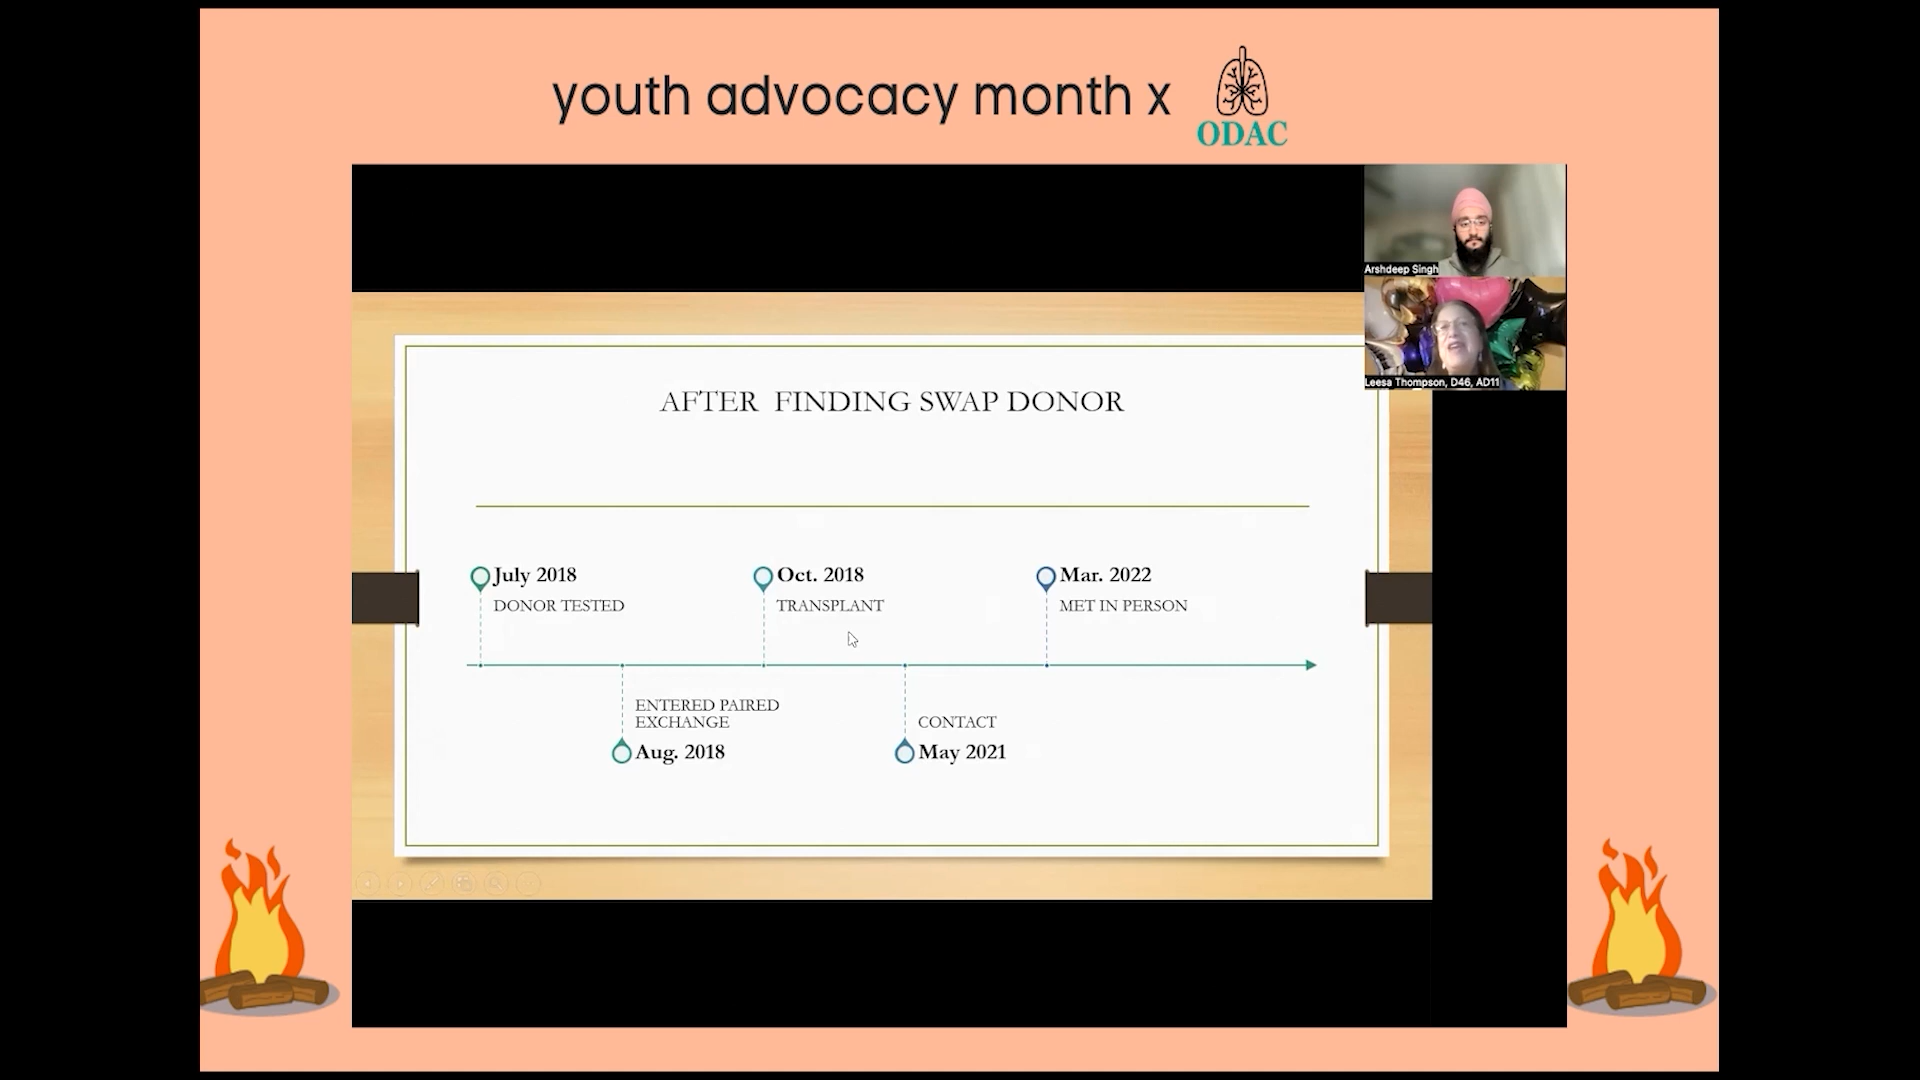 youth advocacy month x
ODAC
Arshdeep Singh
Leesa Thompson, D46, AD11
AFTER FINDING SWAP DONOR
July 2018
DONOR TESTED
Oct. 2018
TRANSPLANT
Mar. 2022
MET IN PERSON
ENTERED PAIRED
EXCHANGE
Aug. 2018
CONTACT
May 2021